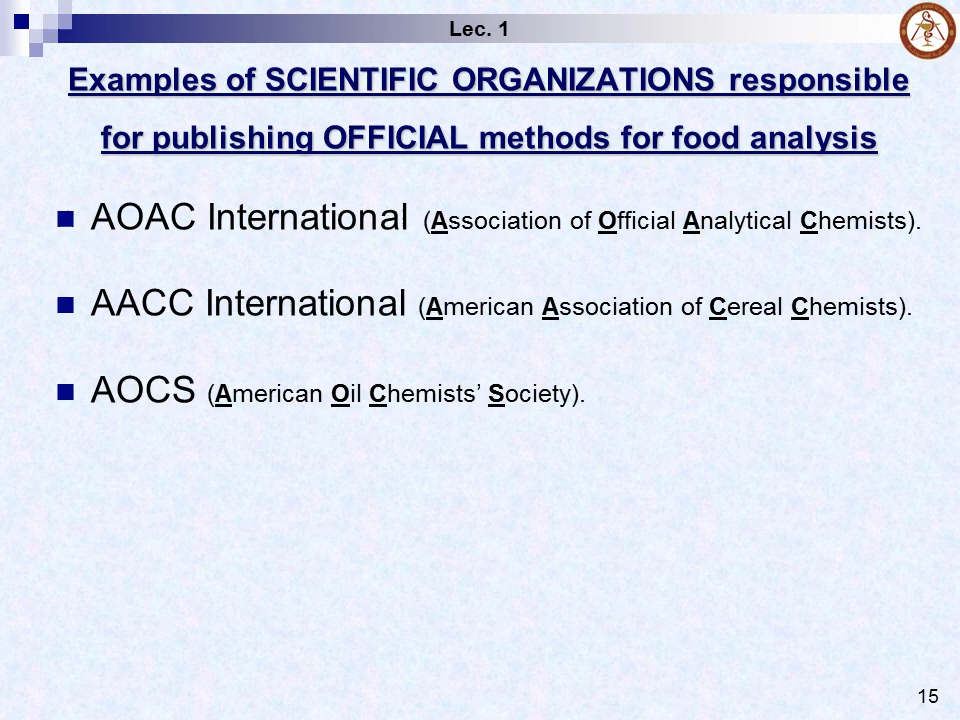 Lec. 1
Examples of SCIENTIFIC ORGANIZATIONS responsible
for publishing OFFICIAL methods for food analysis
AOAC International (Association of Official Analytical Chemists).
AACC International (American Association of Cereal Chemists).
AOCS (American Oil Chemists’ Society).
15